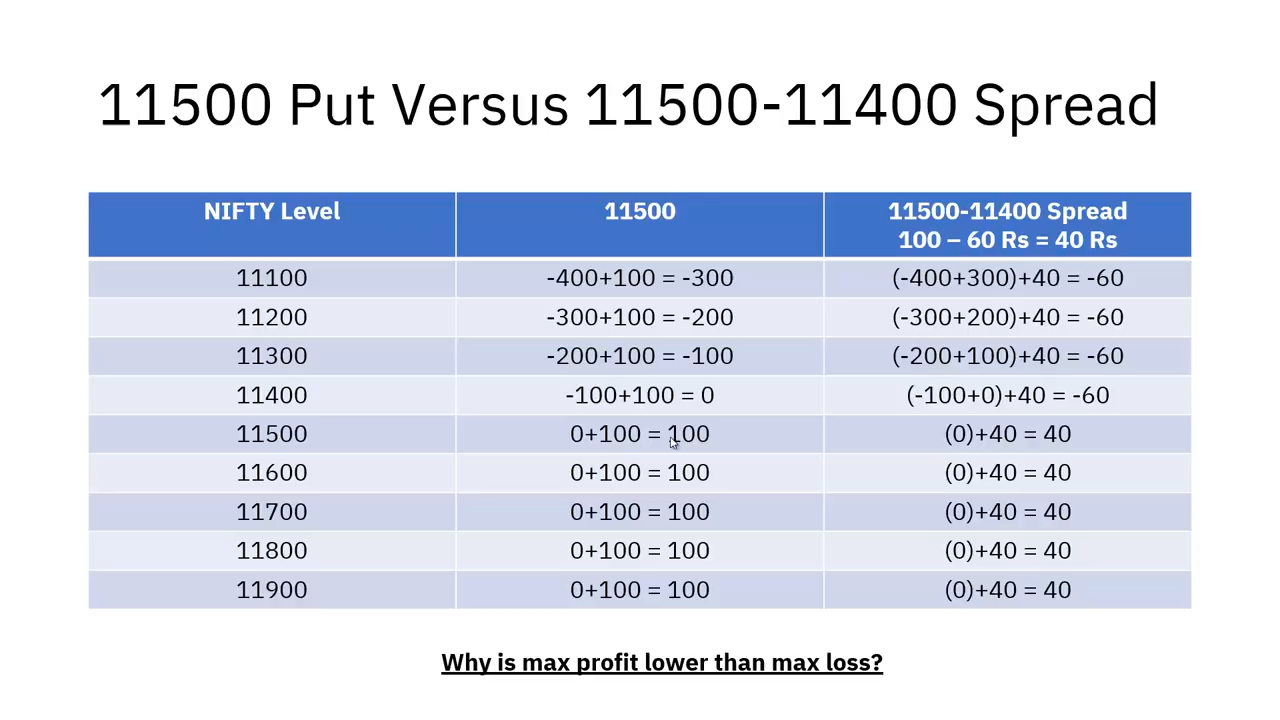 11500 Put Versus 11500-11400 Spread
NIFTY Level 11500 11500-11400 Spread
100 – 60 Rs = 40 Rs
11100 -400+100 = -300 (-400+300)+40 = -60
11200 -300+100 = -200 (-300+200)+40 = -60
11300 -200+100 = -100 (-200+100)+40 = -60
11400 -100+100 = 0 (-100+0)+40 = -60
11500 0+100 = 100 (0)+40 = 40
11600 0+100 = 100 (0)+40 = 40
11700 0+100 = 100 (0)+40 = 40
11800 0+100 = 100 (0)+40 = 40
11900 0+100 = 100 (0)+40 = 40
Why is max profit lower than max loss?